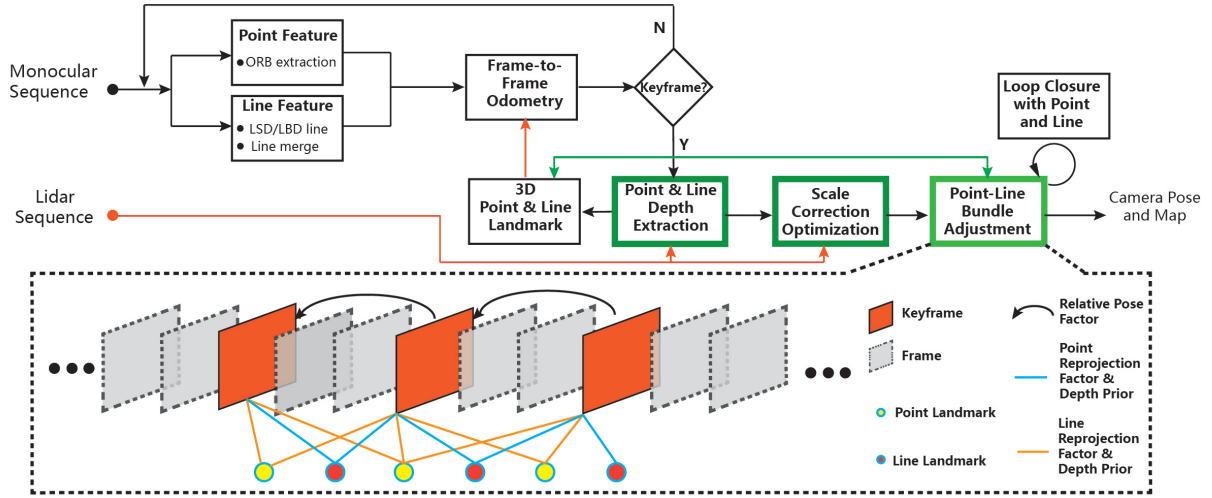 Monocular
Sequence
Point Feature
ORB extraction
Line Feature
LSD/LBD line
Line merge
Frame-to-
Frame
Odometry
N
Keyframe?
Y
Loop Closure
with Point
and Line
Lidar
Sequence
3D
Point & Line
Landmark
Point & Line
Depth
Extraction
Scale
Correction
Optimization
Point-Line
Bundle
Adjustment
Camera Pose
and Map
Keyframe
Frame
Point Landmark
Line Landmark
Relative Pose
Factor
Point
Reprojection
Factor &
Depth Prior
Line
Reprojection
Factor
& Depth Prior